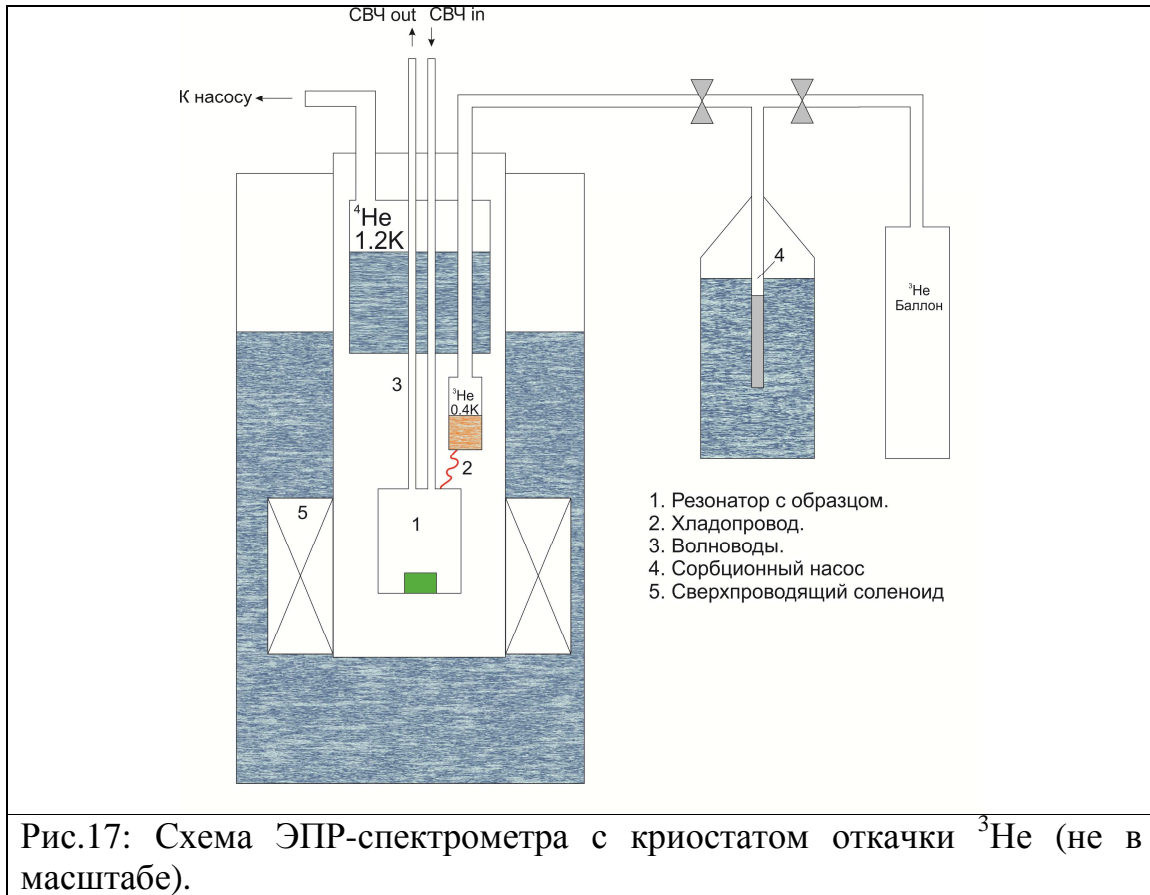 СВЧ out СВЧ in
К насосу
⁴He
1.2K
4
³He
Баллон
3
³He
0.4K
2
5
1
1. Резонатор с образцом.
2. Хладопровод.
3. Волноводы.
4. Сорбционный насос
5. Сверхпроводящий соленоид
Рис.17: Схема ЭПР-спектрометра с криостатом откачки ³He (не в
масштабе).